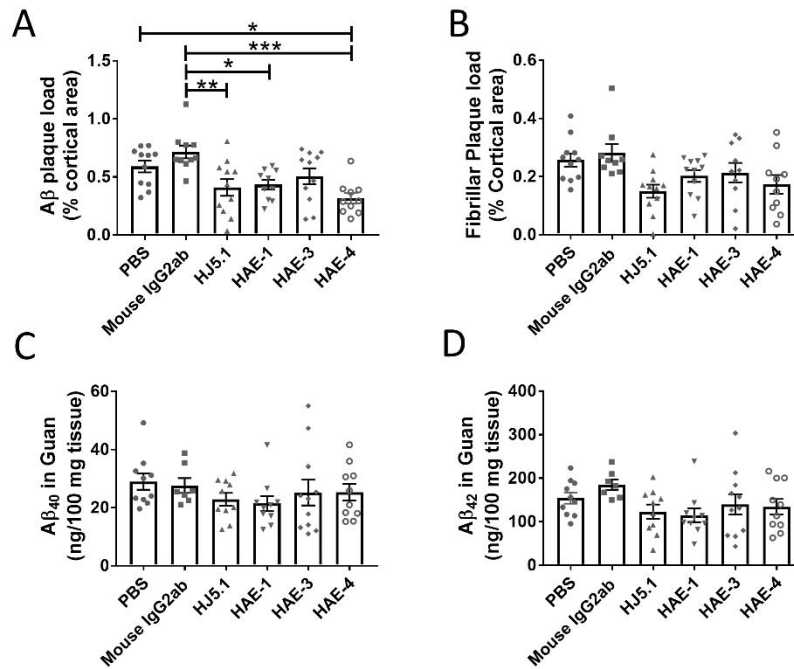 A
B
*
***
*
**
Aβ plaque load
(% cortical area)
1.5
1.0
0.5
0.0
PBS
Mouse IgG2ab
HJ5.1
HAE-1
HAE-3
HAE-4
Fibrillar Plaque load
(% Cortical area)
0.6
0.4
0.2
0.0
PBS
Mouse IgG2ab
HJ5.1
HAE-1
HAE-3
HAE-4
C
D
Aβ40 in Guan
(ng/100 mg tissue)
60
40
20
0
PBS
Mouse IgG2ab
HJ5.1
HAE-1
HAE-3
HAE-4
Aβ42 in Guan
(ng/100 mg tissue)
400
300
200
100
0
PBS
Mouse IgG2ab
HJ5.1
HAE-1
HAE-3
HAE-4